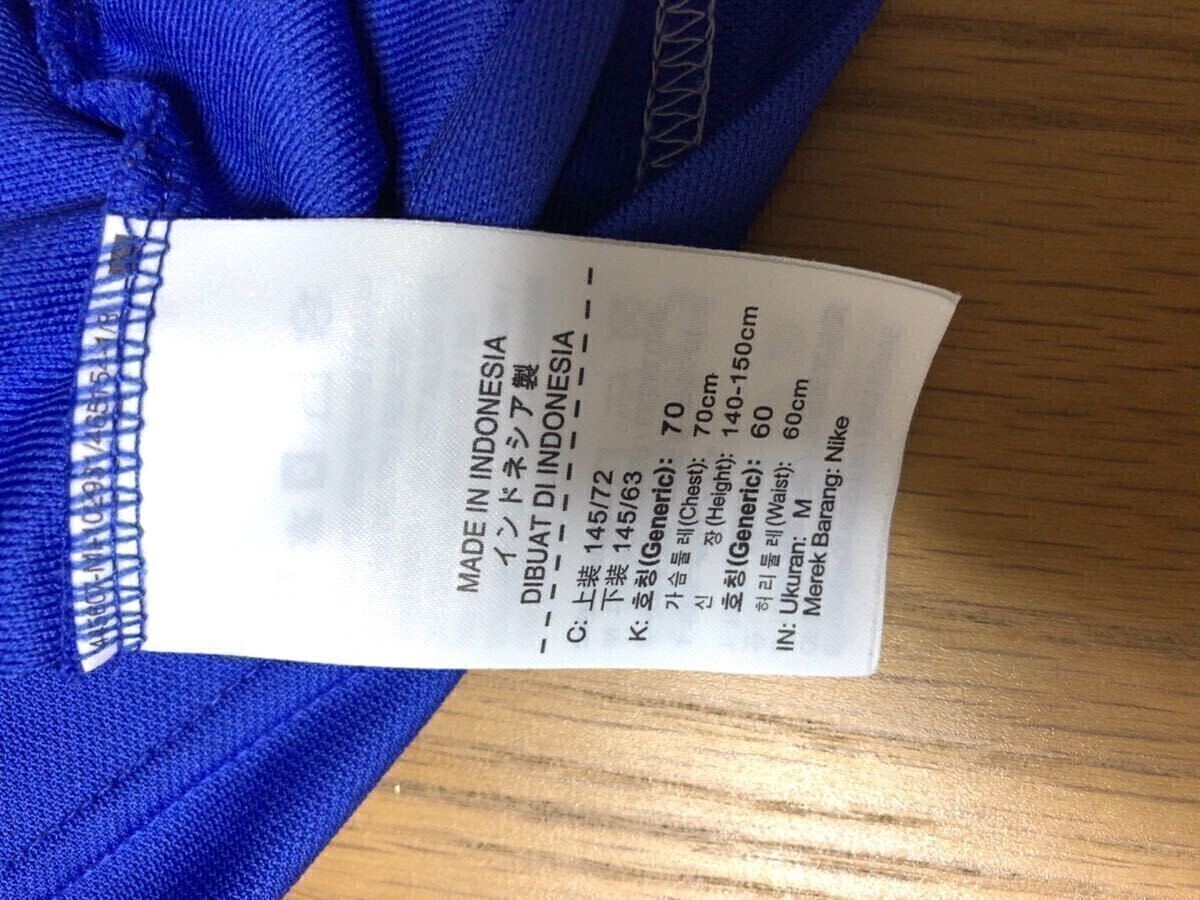 MADE IN INDONESIA
インドネシア製
DIBUAT DI INDONESIA
C: 上装 145/72
下装 145/63
K: 호칭(Generic): 70
가슴둘레(Chest): 70cm
신 장(Height): 140-150cm
호칭(Generic): 60
허리둘레(Waist): 60cm
IN: Ukuran: M
Merek Barang: Nike